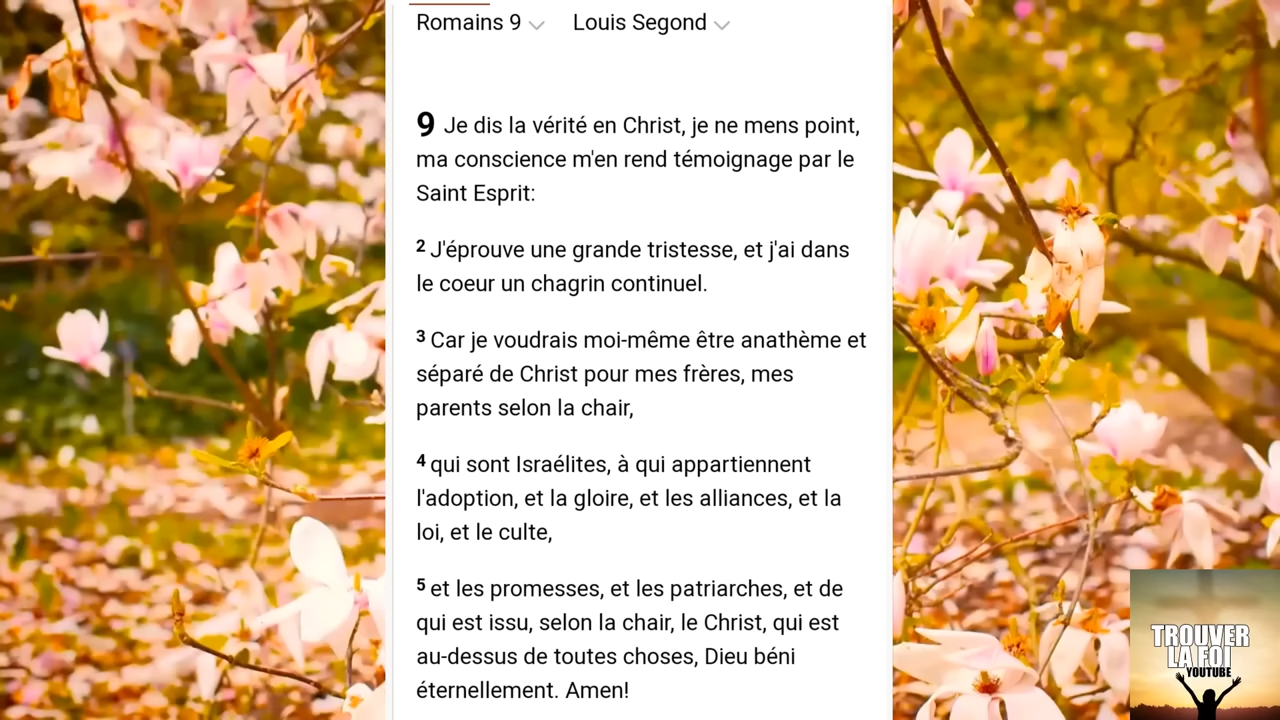 Romains 9 Louis Segond
9 Je dis la vérité en Christ, je ne mens point,
ma conscience m'en rend témoignage par le
Saint Esprit:
2 J'éprouve une grande tristesse, et j'ai dans
le coeur un chagrin continuel.
3 Car je voudrais moi-même être anathème et
séparé de Christ pour mes frères, mes
parents selon la chair,
4 qui sont Israélites, à qui appartiennent
l'adoption, et la gloire, et les alliances, et la
loi, et le culte,
5 et les promesses, et les patriarches, et de
qui est issu, selon la chair, le Christ, qui est
au-dessus de toutes choses, Dieu béni
éternellement. Amen!
TROUVER
LA FOI
YOUTUBE